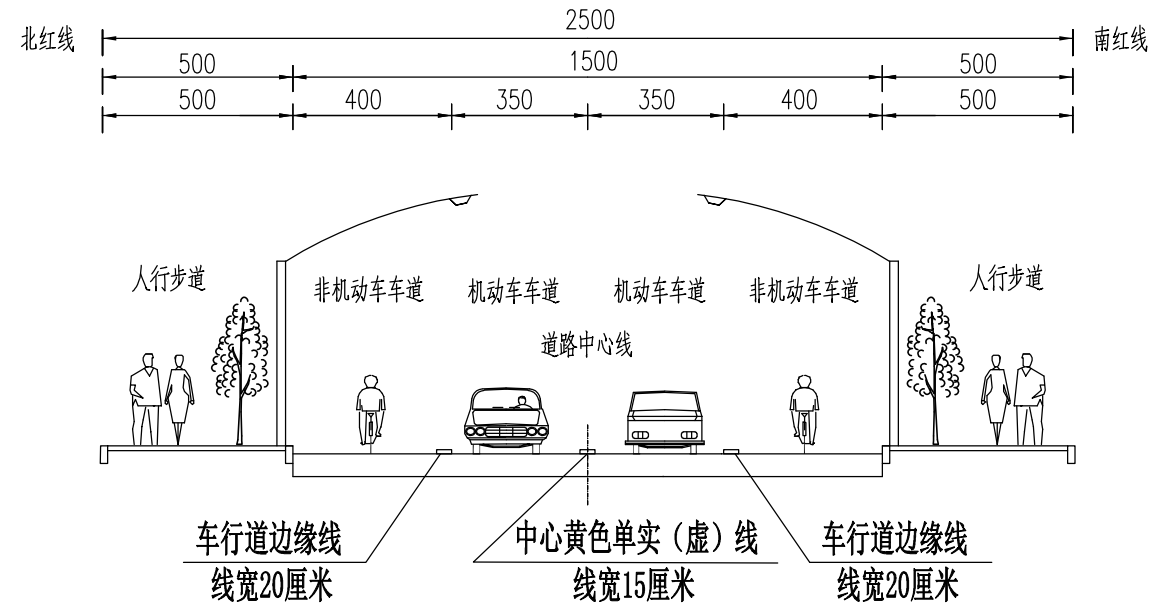 2500
北红线
南红线
500 1500 500
500 400 350 350 400 500
人行步道 非机动车车道 机动车车道 机动车车道 非机动车车道 人行步道
道路中心线
车行道边缘线 中心黄色单实（虚）线 车行道边缘线
线宽20厘米 线宽15厘米 线宽20厘米